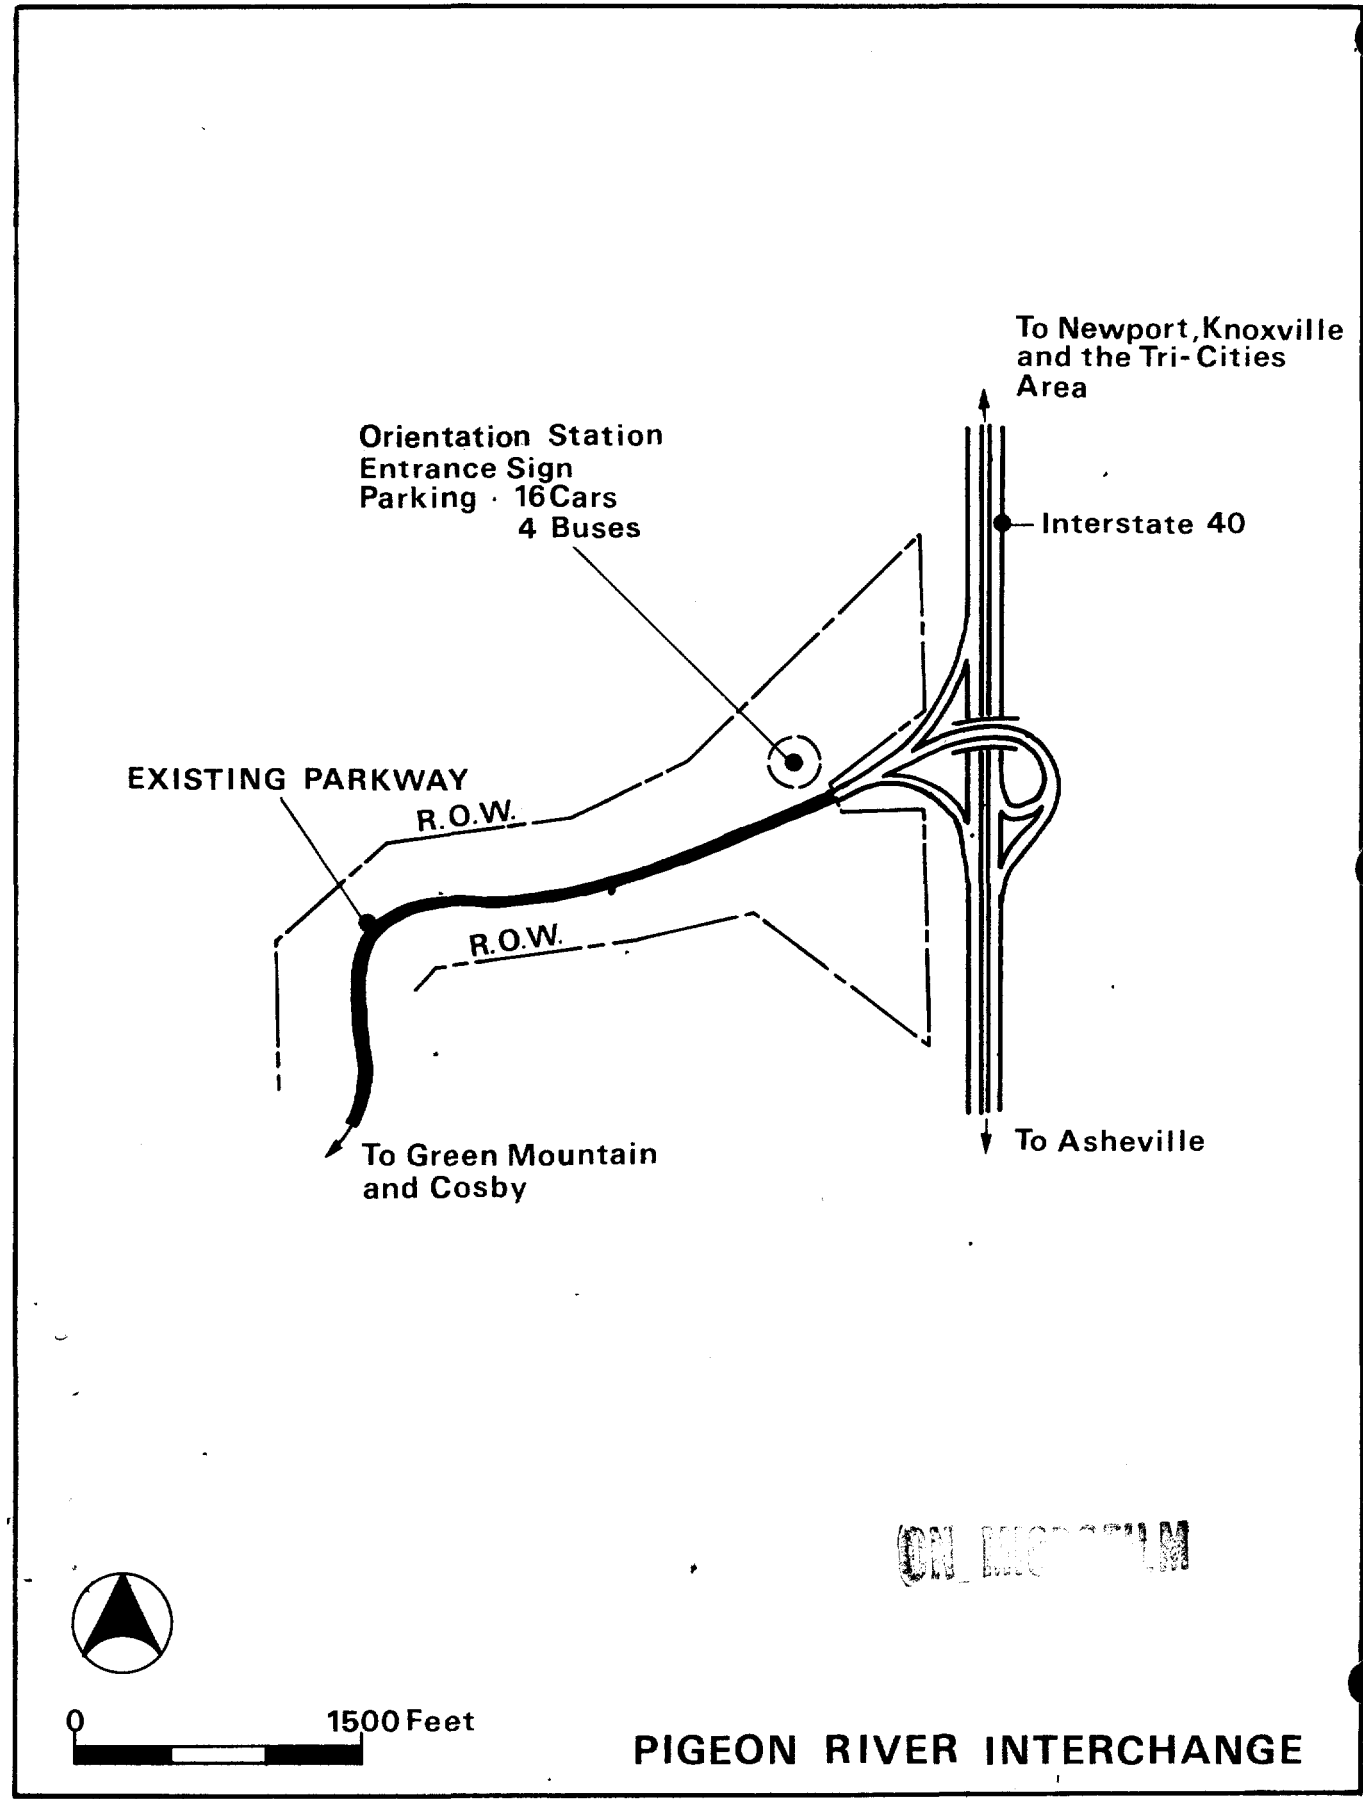 To Newport, Knoxville
and the Tri-Cities
Area
Orientation Station
Entrance Sign
Parking · 16 Cars
4 Buses
Interstate 40
EXISTING PARKWAY
R.O.W.
R.O.W.
To Asheville
To Green Mountain
and Cosby
ON
0
1500 Feet
PIGEON RIVER INTERCHANGE